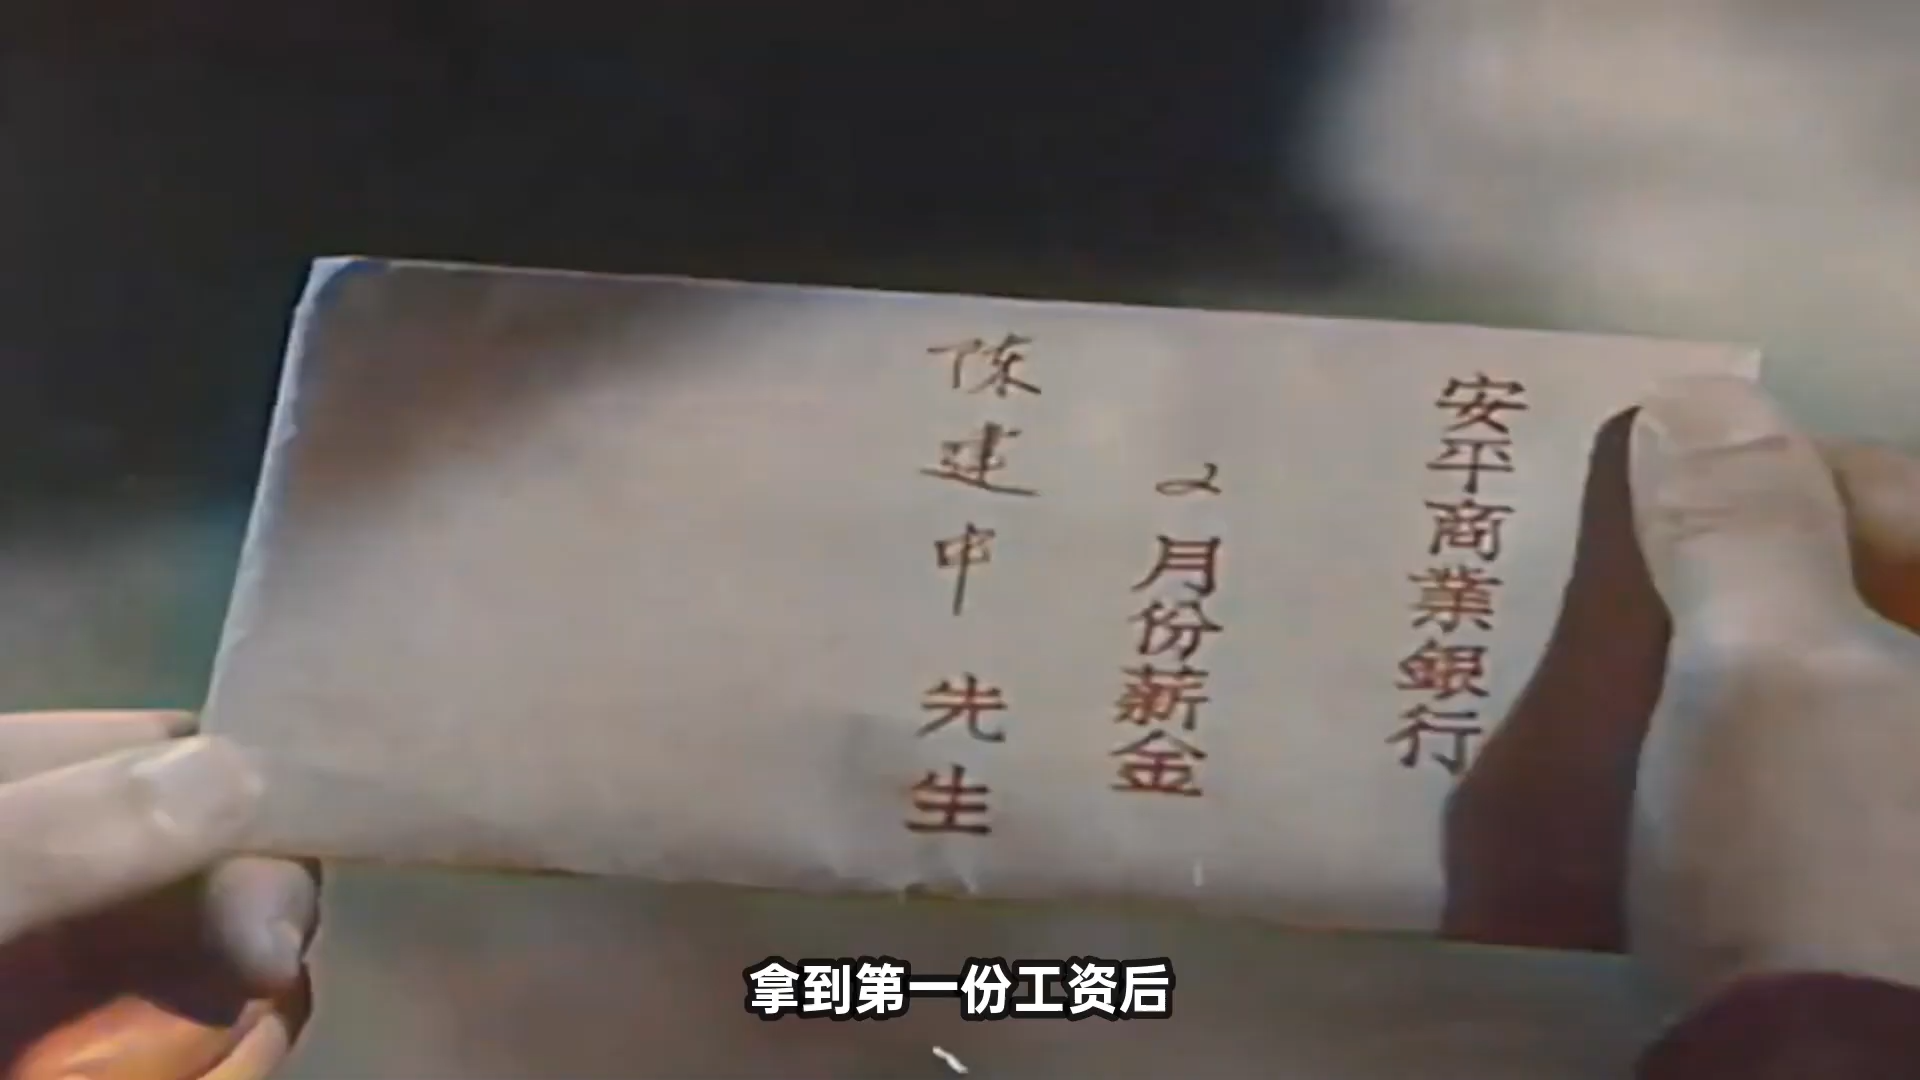 安平商業銀行
2月份薪金
陈建中 先生
拿到第一份工资后